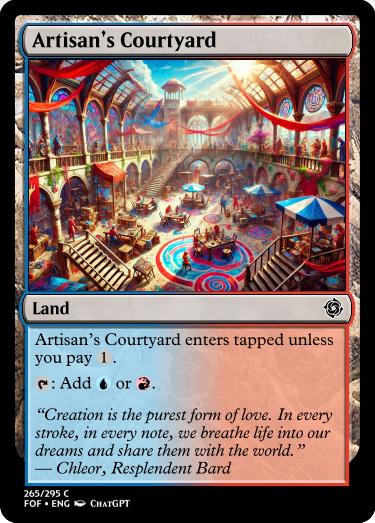 Artisan's Courtyard
Land
Artisan's Courtyard enters tapped unless
you pay 1 .
: Add or .
“Creation is the purest form of love. In every
stroke, in every note, we breathe life into our
dreams and share them with the world.”
— Chleor, Resplendent Bard
265/295 C
FOF • ENG ChatGPT